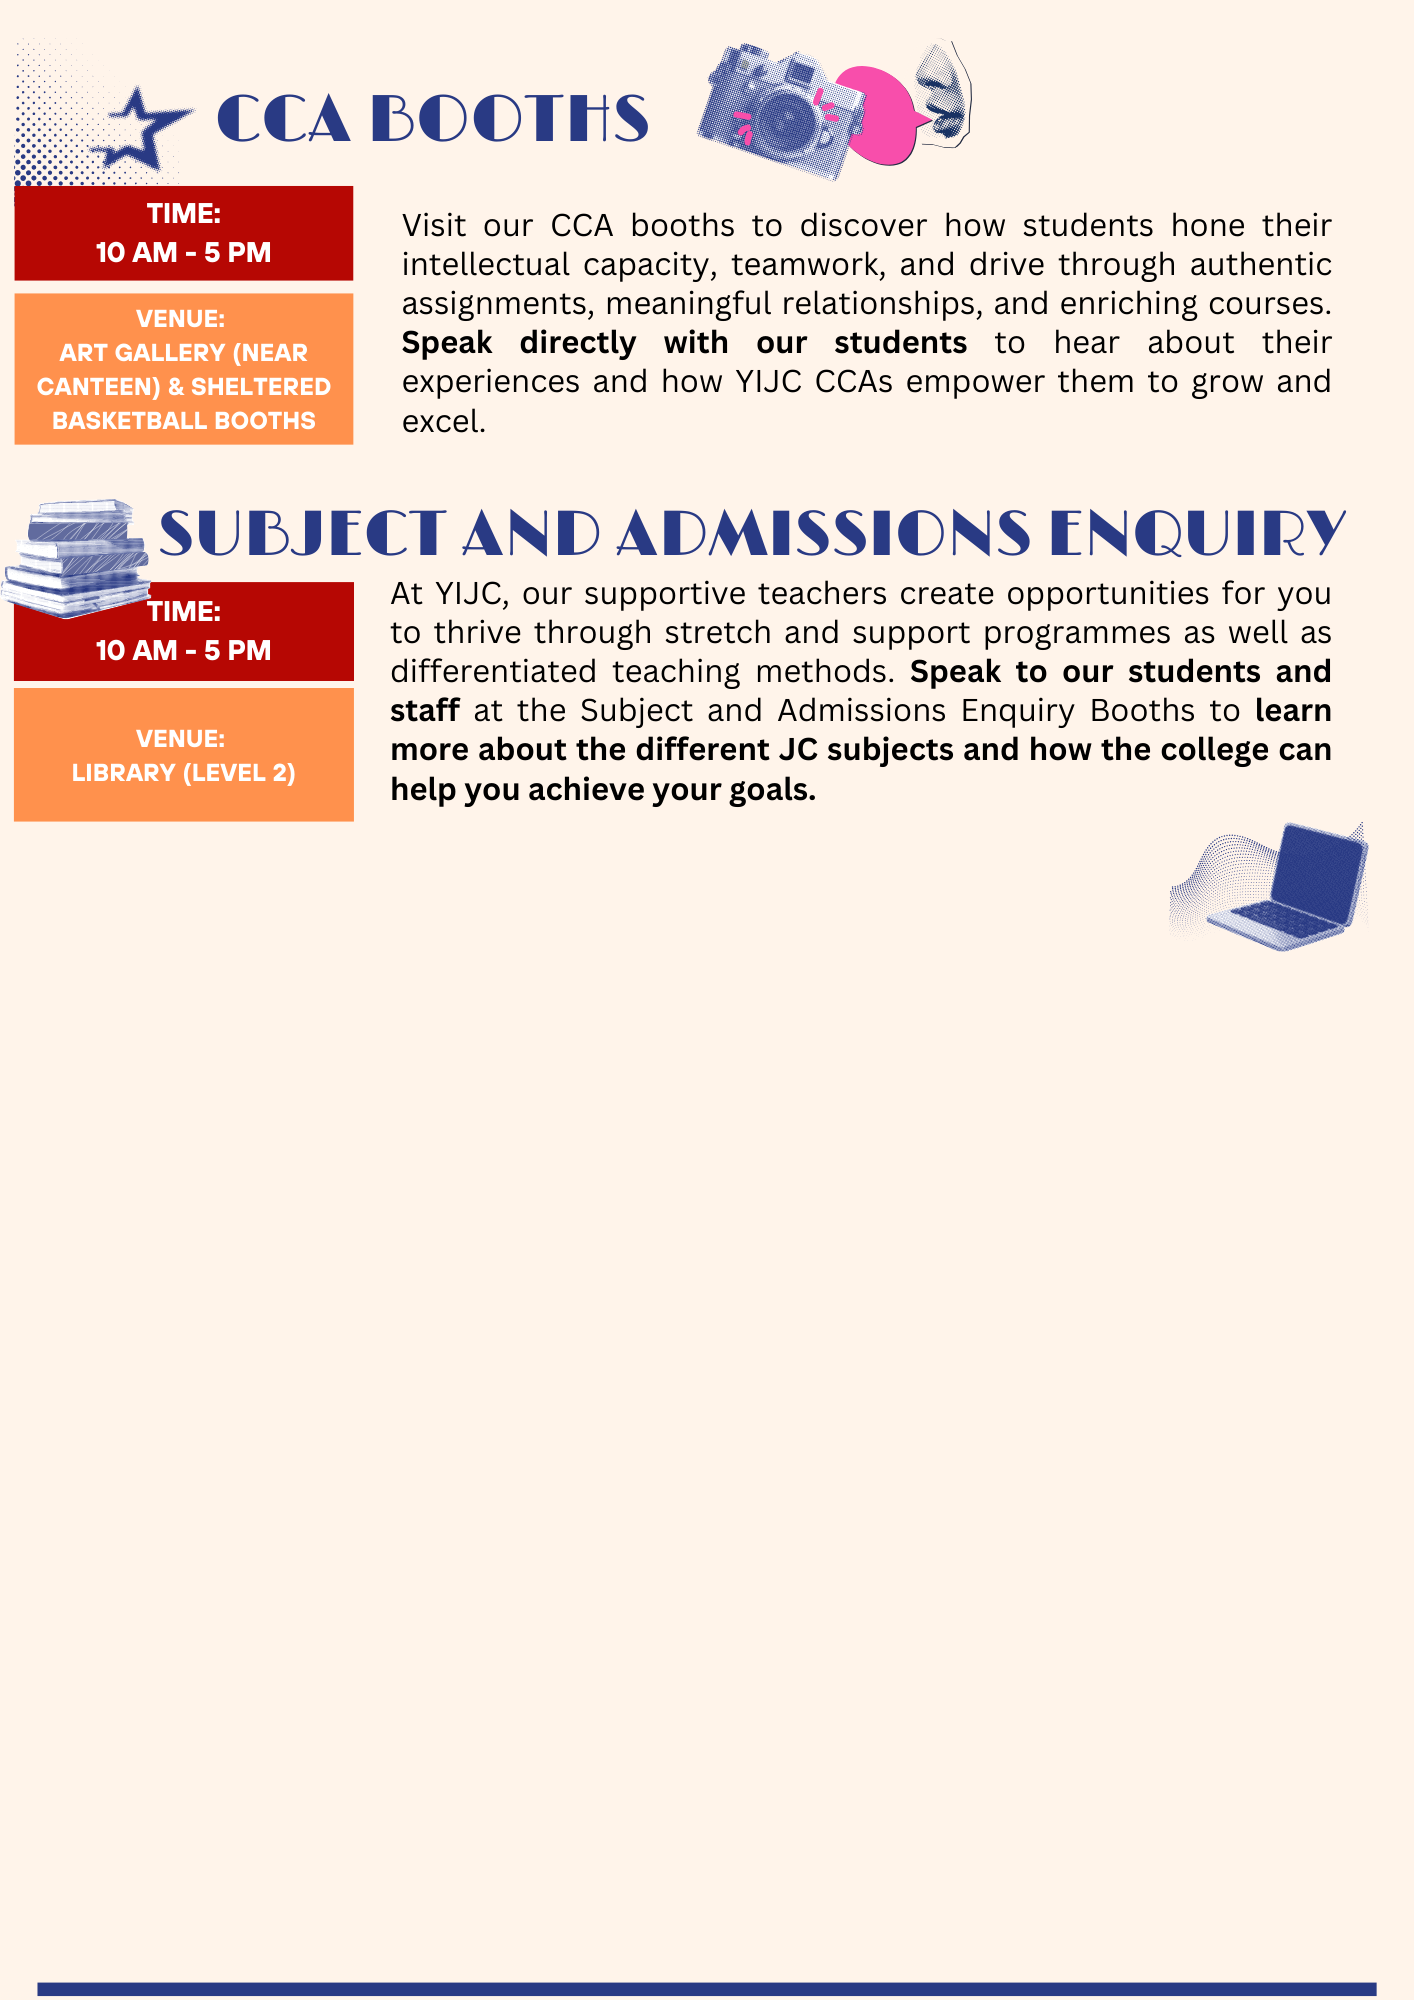 CCA BOOTHS
TIME:
10 AM - 5 PM
VENUE:
ART GALLERY (NEAR
CANTEEN) & SHELTERED
BASKETBALL BOOTHS
Visit our CCA booths to discover how students hone their
intellectual capacity, teamwork, and drive through authentic
assignments, meaningful relationships, and enriching courses.
Speak directly with our students to hear about their
experiences and how YIJC CCAs empower them to grow and
excel.
SUBJECT AND ADMISSIONS ENQUIRY
TIME:
10 AM - 5 PM
VENUE:
LIBRARY (LEVEL 2)
At YIJC, our supportive teachers create opportunities for you
to thrive through stretch and support programmes as well as
differentiated teaching methods. Speak to our students and
staff at the Subject and Admissions Enquiry Booths to learn
more about the different JC subjects and how the college can
help you achieve your goals.